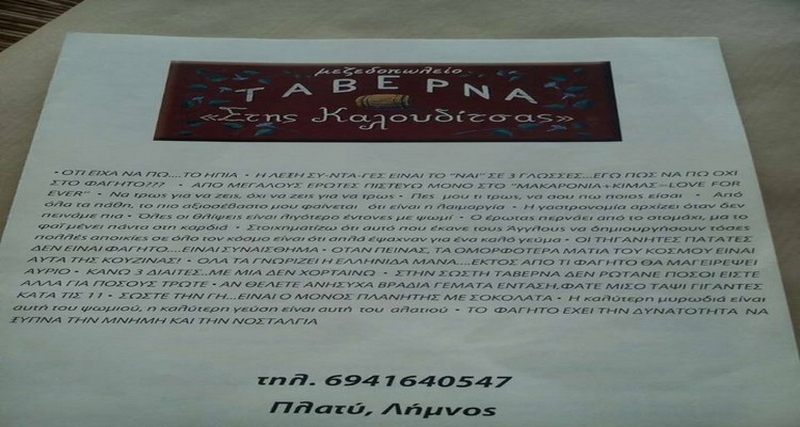 μεζεδοπωλείο
ΤΑΒΕΡΝΑ
«Στης Καλουδίτσας»
• ΟΤΙ ΕΙΧΑ ΝΑ ΠΩ....ΤΟ ΗΠΙΑ • Η ΛΕΞΗ ΣΥ-ΝΤΑ-ΓΕΣ ΕΙΝΑΙ ΤΟ "ΝΑΙ" ΣΕ 3 ΓΛΩΣΣΕΣ...ΕΓΩ ΠΩΣ ΝΑ ΠΩ ΟΧΙ
ΣΤΟ ΦΑΓΗΤΟ??? • ΑΠΟ ΜΕΓΑΛΟΥΣ ΕΡΩΤΕΣ ΠΙΣΤΕΥΩ ΜΟΝΟ ΣΤΟ "ΜΑΚΑΡΟΝΙΑ+ΚΙΜΑΣ=LOVE FOR
EVER" • Να τρως για να ζεις, όχι να ζεις για να τρως • Πες μου τι τρως, να σου πω ποιος είσαι • Από
όλα τα πάθη, το πιο αξιοσέβαστο μου φαίνεται ότι είναι η λαιμαργία • Η γαστρονομία αρχίζει όταν δεν
πεινάμε πια • Όλες οι θλίψεις είναι λιγότερο έντονες με ψωμί • Ο έρωτας περνάει από το στομάχι, μα το
φαΐ μένει πάντα στη καρδιά • Στοιχηματίζω ότι αυτό που έκανε τους Άγγλους να δημιουργήσουν τόσες
πολλές αποικίες σε όλο τον κόσμο είναι ότι απλά έψαχναν για ένα καλό γεύμα • ΟΙ ΤΗΓΑΝΗΤΕΣ ΠΑΤΑΤΕΣ
ΔΕΝ ΕΙΝΑΙ ΦΑΓΗΤΟ...ΕΙΝΑΙ ΣΥΝΑΙΣΘΗΜΑ • ΟΤΑΝ ΠΕΙΝΑΣ, ΤΑ ΟΜΟΡΦΟΤΕΡΑ ΜΑΤΙΑ ΤΟΥ ΚΟΣΜΟΥ ΕΙΝΑΙ
ΑΥΤΑ ΤΗΣ ΚΟΥΖΙΝΑΣ! • ΟΛΑ ΤΑ ΓΝΩΡΙΖΕΙ Η ΕΛΛΗΝΙΔΑ ΜΑΝΑ....ΕΚΤΟΣ ΑΠΟ ΤΙ ΦΑΓΗΤΟ ΘΑ ΜΑΓΕΙΡΕΨΕΙ
ΑΥΡΙΟ • ΚΑΝΩ 3 ΔΙΑΙΤΕΣ..ΜΕ ΜΙΑ ΔΕΝ ΧΟΡΤΑΙΝΩ • ΣΤΗΝ ΣΩΣΤΗ ΤΑΒΕΡΝΑ ΔΕΝ ΡΩΤΑΝΕ ΠΟΣΟΙ ΕΙΣΤΕ
ΑΛΛΑ ΓΙΑ ΠΟΣΟΥΣ ΤΡΩΤΕ • ΑΝ ΘΕΛΕΤΕ ΑΝΗΣΥΧΑ ΒΡΑΔΙΑ ΓΕΜΑΤΑ ΕΝΤΑΣΗ,ΦΑΤΕ ΜΙΣΟ ΤΑΨΙ ΓΙΓΑΝΤΕΣ
ΚΑΤΑ ΤΙΣ 11 • ΣΩΣΤΕ ΤΗΝ ΓΗ...ΕΙΝΑΙ Ο ΜΟΝΟΣ ΠΛΑΝΗΤΗΣ ΜΕ ΣΟΚΟΛΑΤΑ • Η καλύτερη μυρωδιά είναι
αυτή του ψωμιού, η καλύτερη γεύση είναι αυτή του αλατιού • ΤΟ ΦΑΓΗΤΟ ΕΧΕΙ ΤΗΝ ΔΥΝΑΤΟΤΗΤΑ ΝΑ
ΞΥΠΝΑ ΤΗΝ ΜΝΗΜΗ ΚΑΙ ΤΗΝ ΝΟΣΤΑΛΓΙΑ
τηλ. 6941640547
Πλατύ, Λήμνος